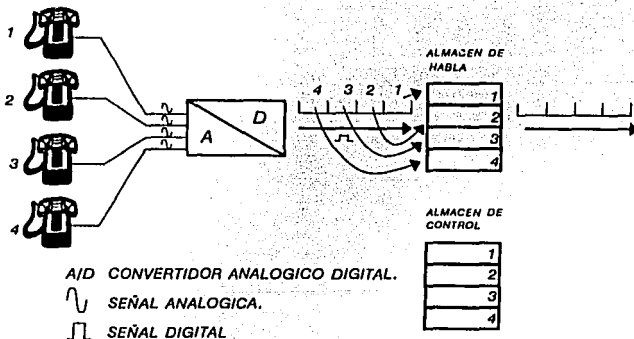 1
2
3
4
A
D
4 3 2 1
ALMACEN DE
HABLA
1
2
3
4
ALMACEN DE
CONTROL
1
2
3
4
A/D CONVERTIDOR ANALOGICO DIGITAL.
SEÑAL ANALOGICA.
SEÑAL DIGITAL